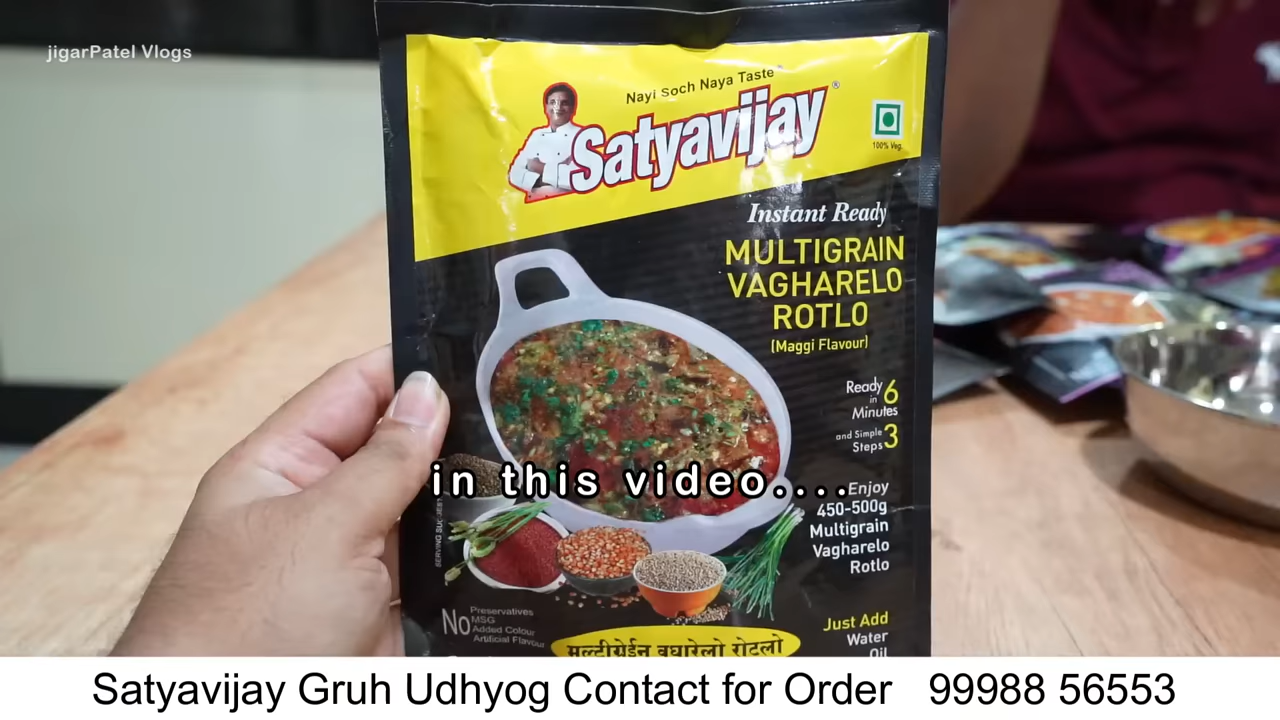 jigarPatel Vlogs
Nayi Soch Naya Taste
Satyavijay®
100% Veg.
Instant Ready
MULTIGRAIN
VAGHARELO
ROTLO
(Maggi Flavour)
Ready
in
6
Minutes
and Simple
Steps
3
in this video....
Enjoy
450-500g
Multigrain
Vagharelo
Rotlo
No
Preservatives
MSG
Added Colour
Artificial Flavour
Just Add
Water
Oil
मल्टीग्रेईन वघारेलो रोटलो
Satyavijay Gruh Udhyog Contact for Order 99988 56553